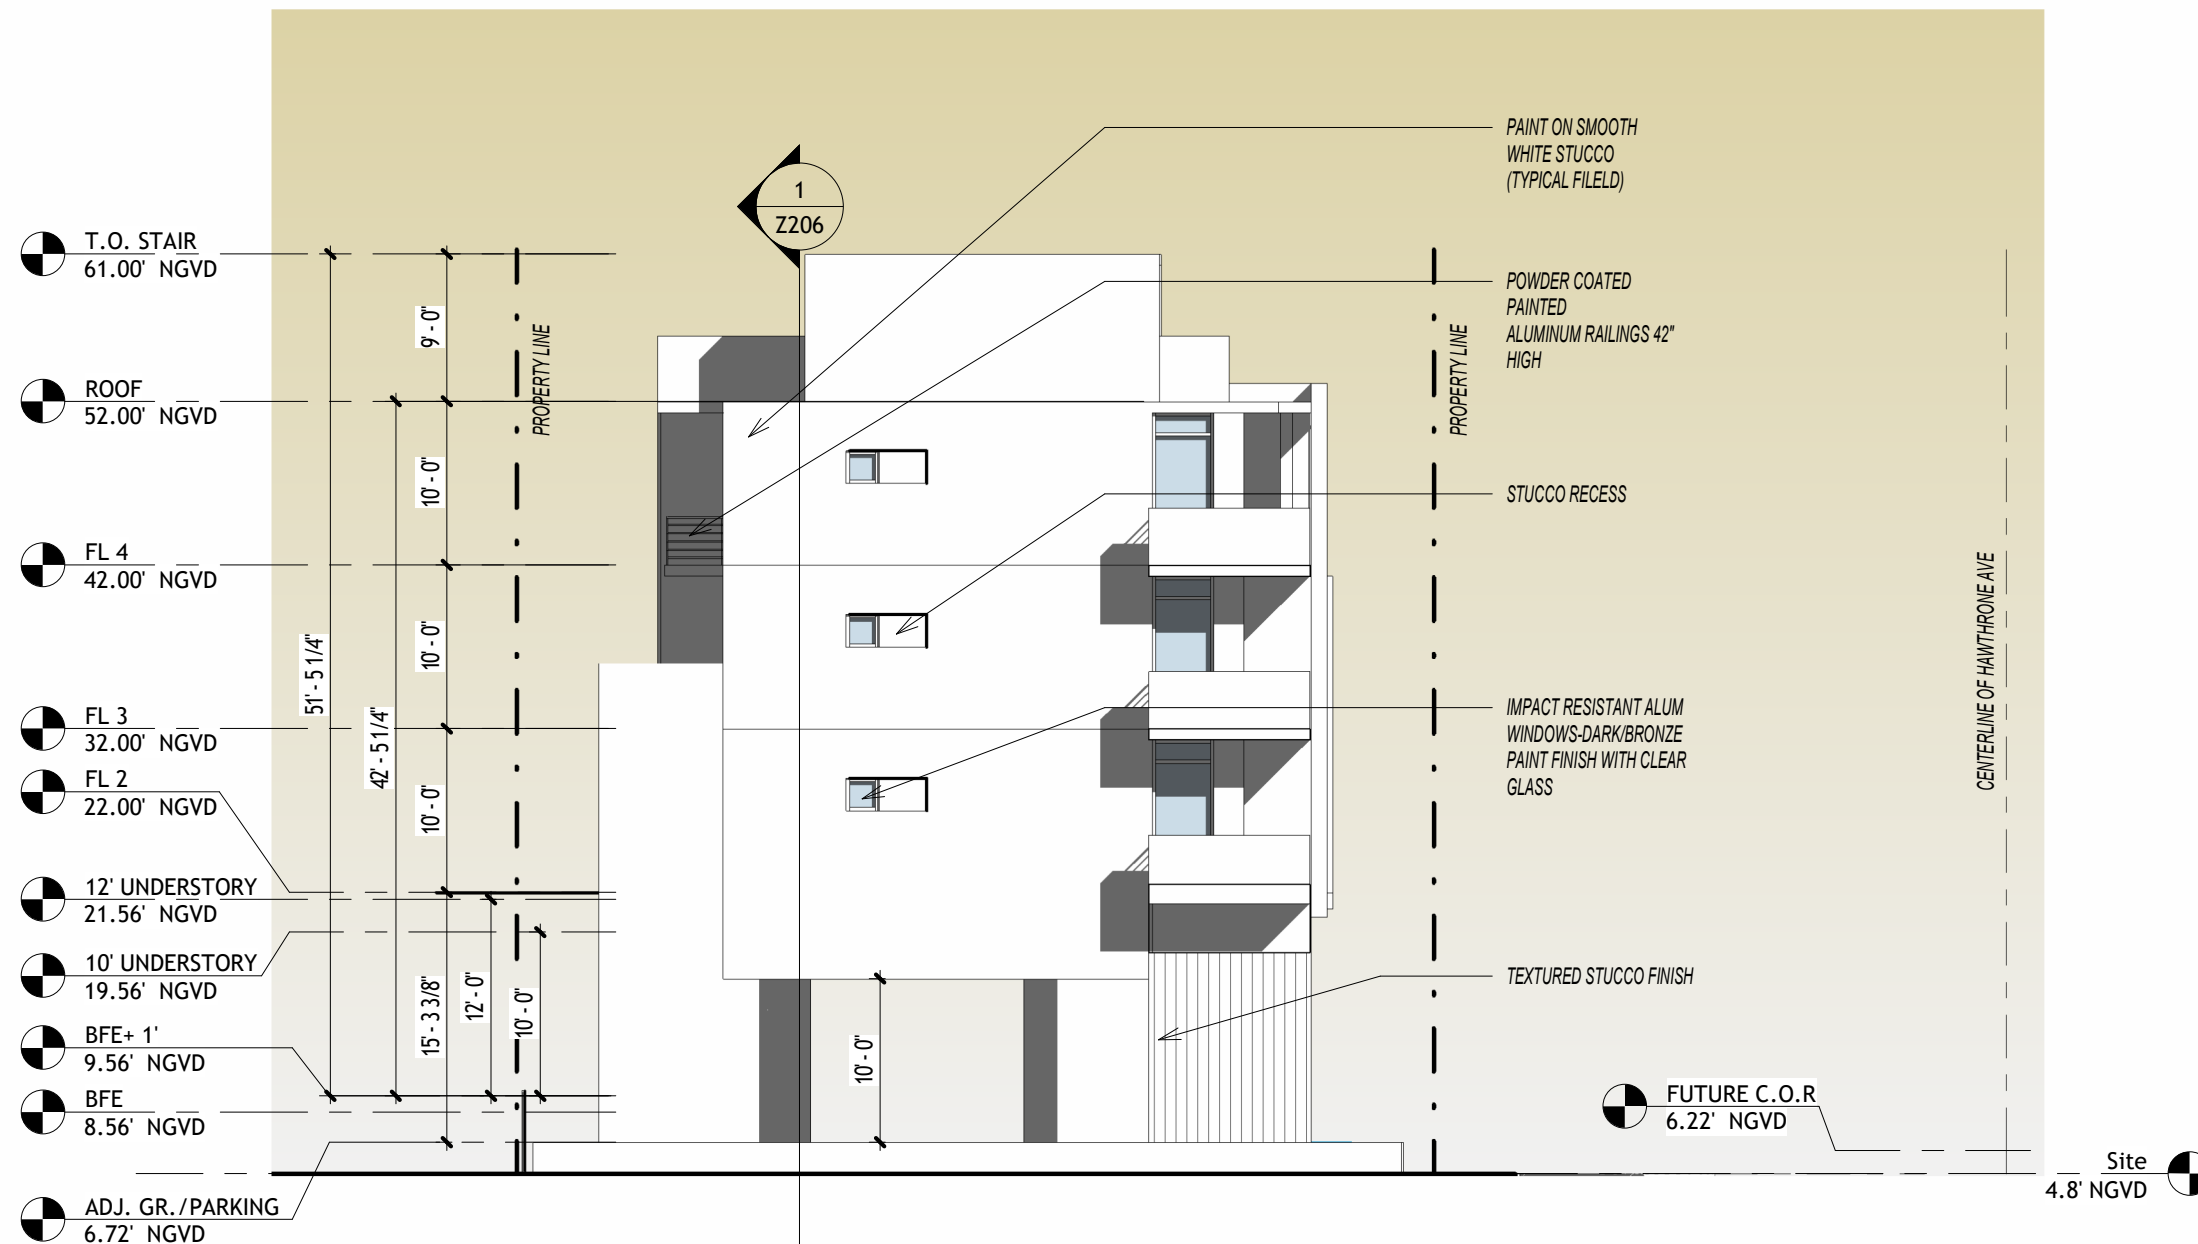 PAINT ON SMOOTH
WHITE STUCCO
(TYPICAL FILELD)
1
Z206
T.O. STAIR
61.00' NGVD
POWDER COATED
PAINTED
ALUMINUM RAILINGS 42"
HIGH
9' - 0"
PROPERTY LINE
PROPERTY LINE
ROOF
52.00' NGVD
10' - 0"
STUCCO RECESS
FL 4
42.00' NGVD
10' - 0"
51' - 5 1/4"
42' - 5 1/4"
CENTERLINE OF HAWTHRONE AVE
FL 3
32.00' NGVD
IMPACT RESISTANT ALUM
WINDOWS-DARK/BRONZE
PAINT FINISH WITH CLEAR
GLASS
FL 2
22.00' NGVD
10' - 0"
12' UNDERSTORY
21.56' NGVD
10' UNDERSTORY
19.56' NGVD
TEXTURED STUCCO FINISH
15' - 3 3/8"
12' - 0"
10' - 0"
10' - 0"
BFE+ 1'
9.56' NGVD
BFE
8.56' NGVD
FUTURE C.O.R
6.22' NGVD
Site
4.8' NGVD
ADJ. GR./PARKING
6.72' NGVD